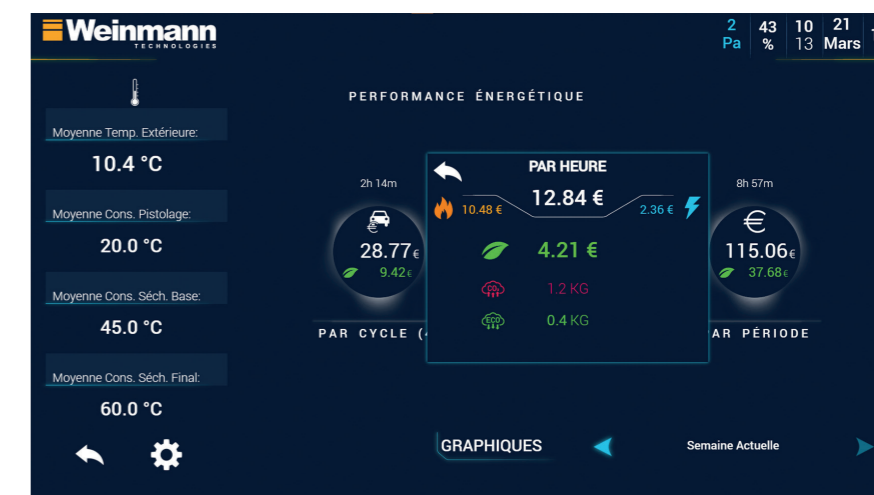 Weinmann
TECHNOLOGIES
2 Pa
43 %
10 13
21 Mars
PERFORMANCE ÉNERGÉTIQUE
Moyenne Temp. Extérieure:
10.4 °C
Moyenne Cons. Pistolage:
20.0 °C
Moyenne Cons. Séch. Base:
45.0 °C
Moyenne Cons. Séch. Final:
60.0 °C
2h 14m
28.77€
9.42€
PAR CYCLE (
PAR HEURE
12.84 €
10.48 €
2.36 €
4.21 €
CO₂
1.2 KG
ECO
0.4 KG
8h 57m
€
115.06€
37.68€
AR PÉRIODE
GRAPHIQUES
Semaine Actuelle